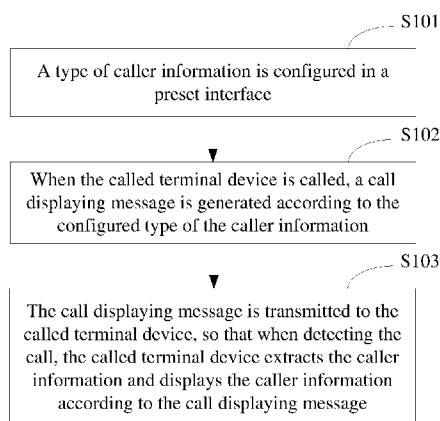 S101
A type of caller information is configured in a
preset interface
S102
When the called terminal device is called, a call
displaying message is generated according to the
configured type of the caller information
S103
The call displaying message is transmitted to the
called terminal device, so that when detecting the
call, the called terminal device extracts the caller
information and displays the caller information
according to the call displaying message